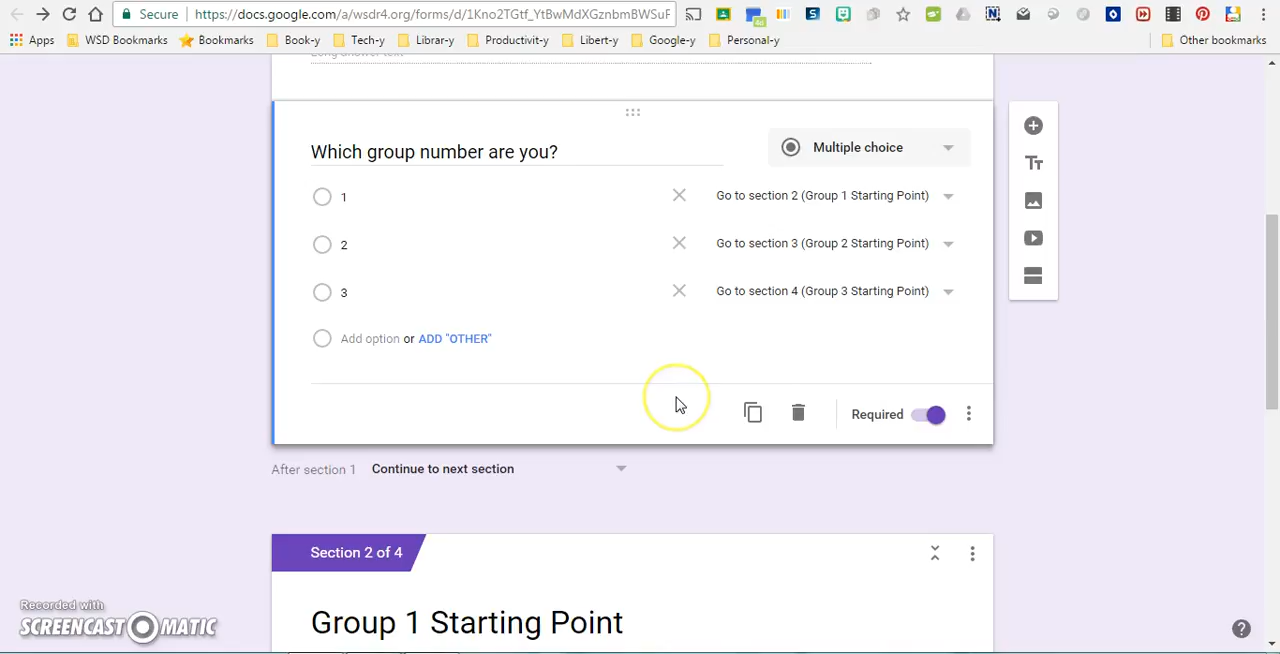 Secure https://docs.google.com/a/wsdr4.org/forms/d/1Kno2TGtf_YtBwMdXGznbmBWSuF
Apps WSD Bookmarks Bookmarks Book-y Tech-y Librar-y Productivit-y Libert-y Google-y Personal-y Other bookmarks
Which group number are you? Multiple choice
1 Go to section 2 (Group 1 Starting Point)
2 Go to section 3 (Group 2 Starting Point)
3 Go to section 4 (Group 3 Starting Point)
Add option or ADD "OTHER"
Required
After section 1 Continue to next section
Section 2 of 4
Group 1 Starting Point
Recorded with
SCREENCAST MATIC